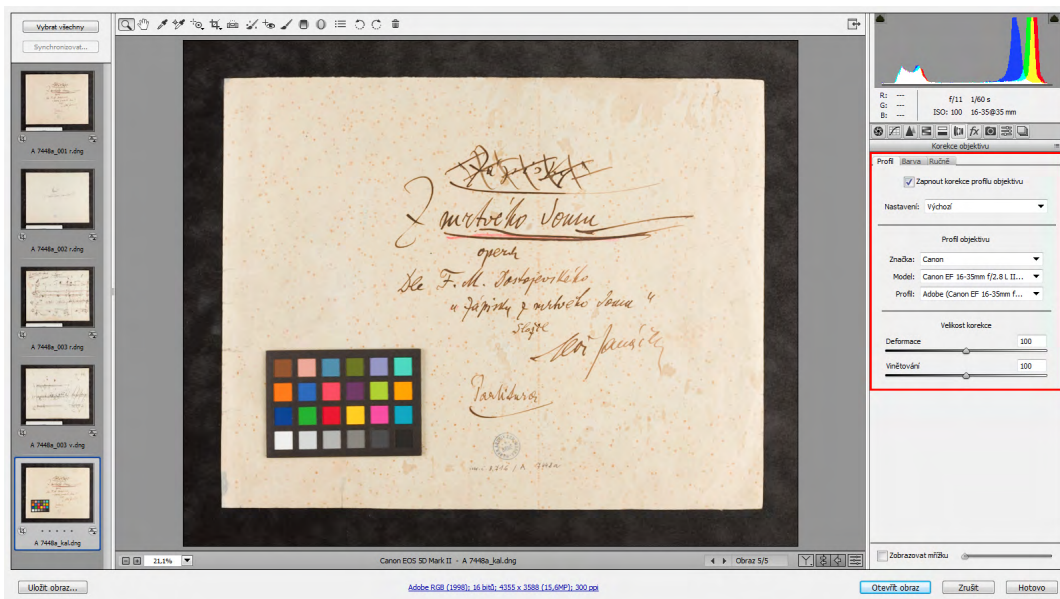 Vybrat všechny
Synchronizovat...
A 7448a_001 r.dng
A 7448a_002 r.dng
A 7448a_003 r.dng
A 7448a_003 v.dng
A 7448a_kal.dng
Z mrtvého domu
opera
Dle F. M. Dostojevského
„Zápisky z mrtvého domu“
Složil
Leoš Janáček
Partitura
21,1%
Canon EOS 5D Mark II - A 7448a_kal.dng
Obraz 5/5
R: ---
G: ---
B: ---
f/11 1/60 s
ISO: 100 16-35@35 mm
Korekce objektivu
Profil Barva Ručně
Zapnout korekce profilu objektivu
Nastavení: Výchozí
Profil objektivu
Značka: Canon
Model: Canon EF 16-35mm f/2.8 L II...
Profil: Adobe (Canon EF 16-35mm f...
Velikost korekce
Deformace 100
Vinětování 100
Zobrazovat mřížku
Uložit obraz...
Adobe RGB (1998); 16 bitů; 4355 x 3588 (15,6MP); 300 ppi
Otevřít obraz
Zrušit
Hotovo